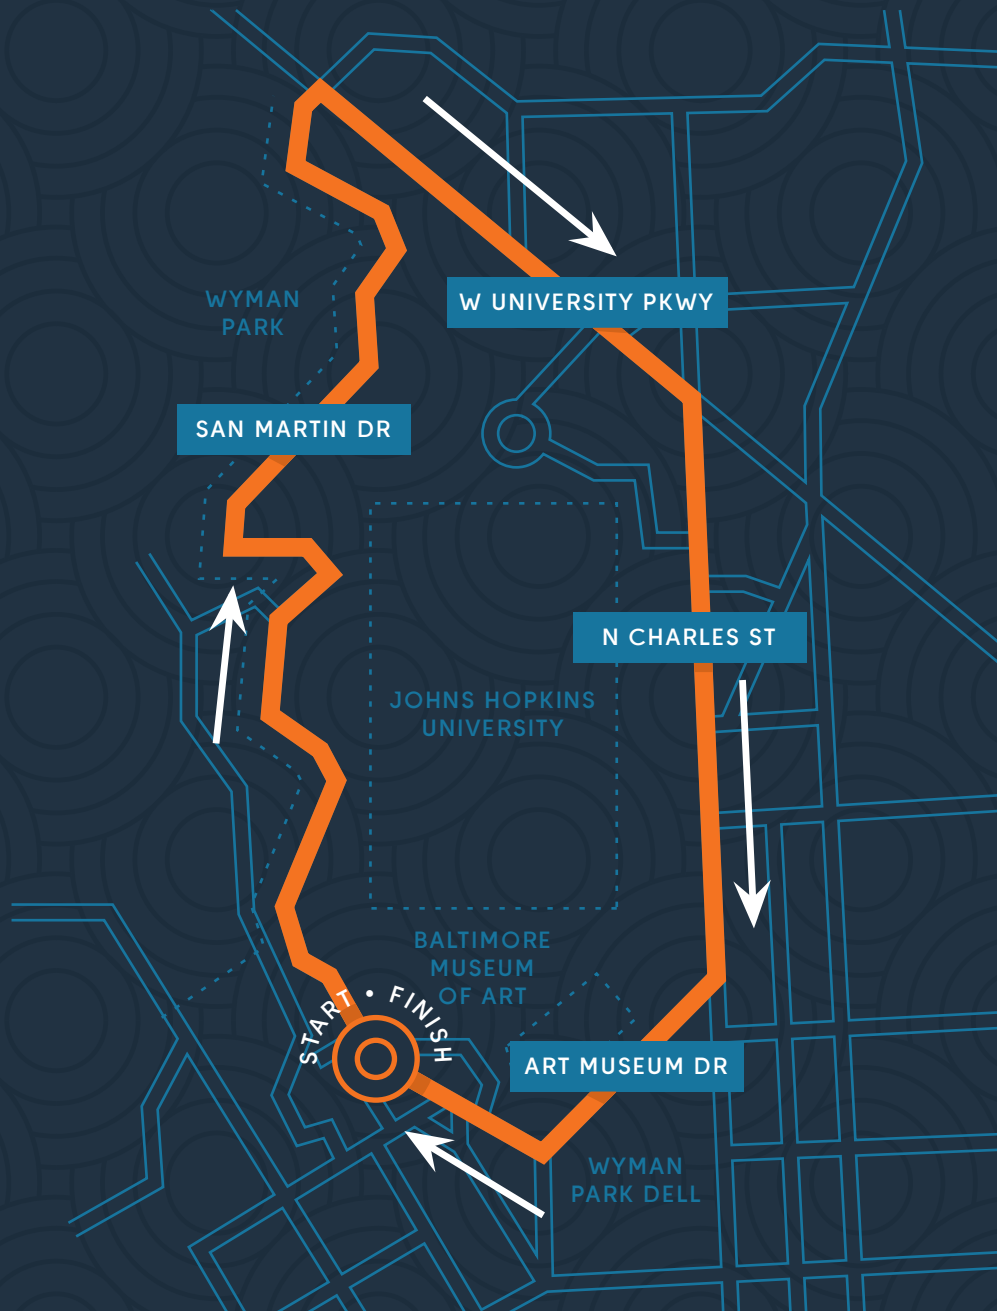 W UNIVERSITY PKWY
WYMAN
PARK
SAN MARTIN DR
N CHARLES ST
JOHNS HOPKINS
UNIVERSITY
BALTIMORE
MUSEUM
OF ART
START • FINISH
ART MUSEUM DR
WYMAN
PARK DELL